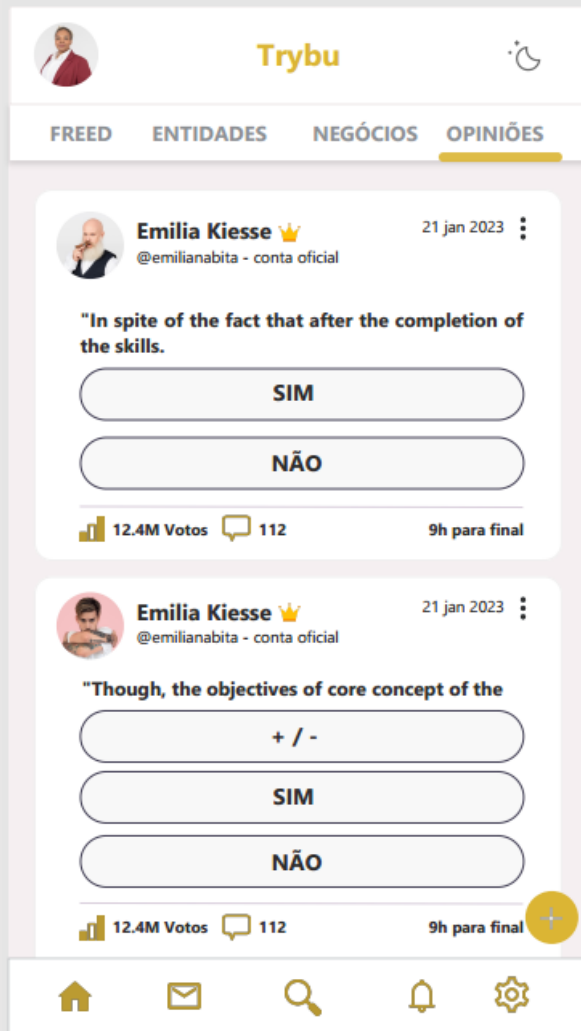 Trybu
FREED ENTIDADES NEGÓCIOS OPINIÕES
Emilia Kiesse 21 jan 2023
@emilianabita - conta oficial
"In spite of the fact that after the completion of
the skills.
SIM
NÃO
12.4M Votos 112 9h para final
Emilia Kiesse 21 jan 2023
@emilianabita - conta oficial
"Though, the objectives of core concept of the
+ / -
SIM
NÃO
12.4M Votos 112 9h para final